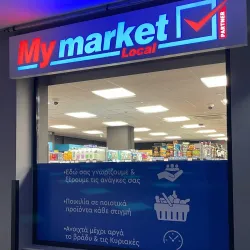 My market
Local
PARTNER
•Εδώ σας γνωρίζουμε &
ξέρουμε τις ανάγκες σας
•Ποικιλία σε ποιοτικά
προϊόντα κάθε στιγμή
•Ανοιχτά μέχρι αργά
το βράδυ & τις Κυριακές